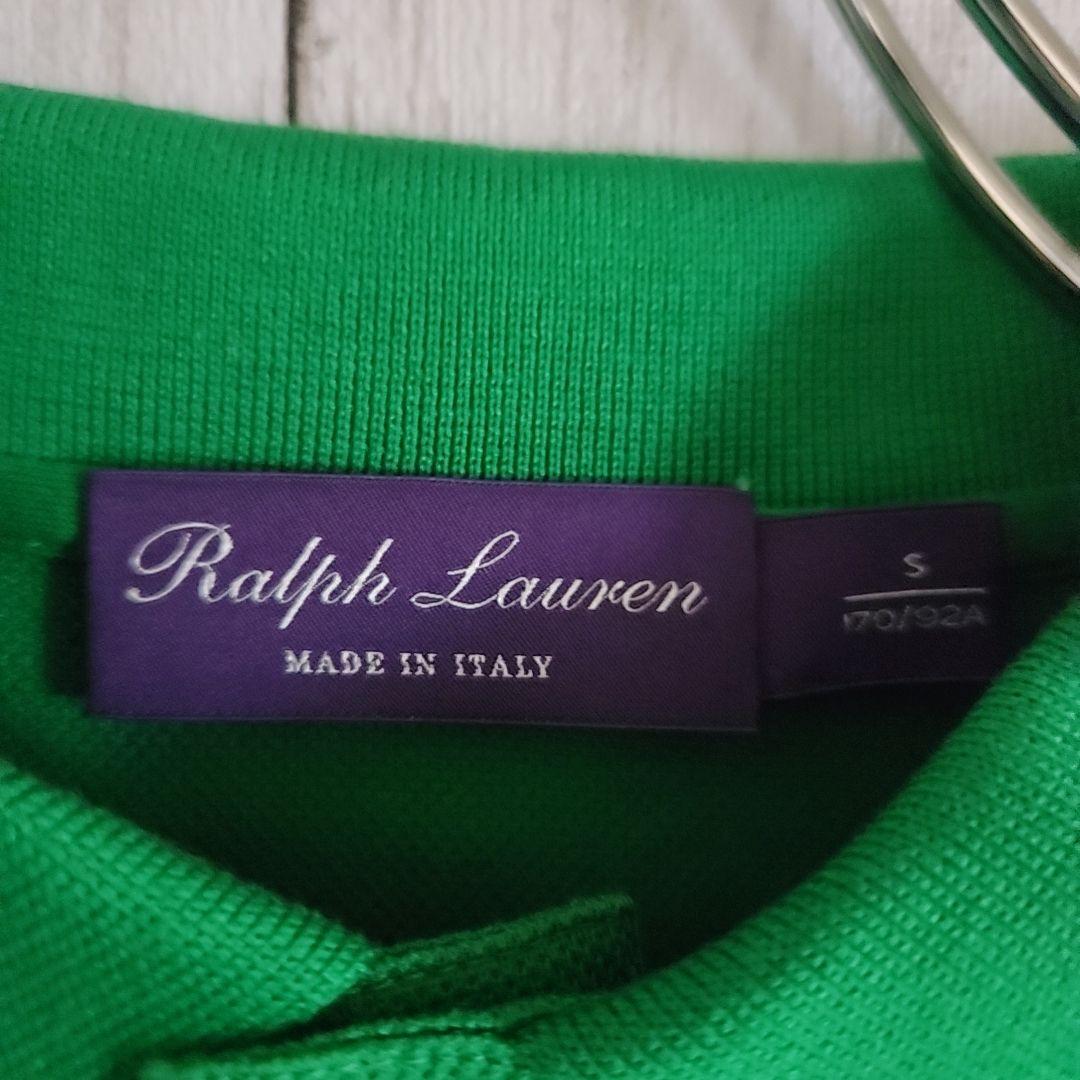 Ralph Lauren
MADE IN ITALY
S
170/92A